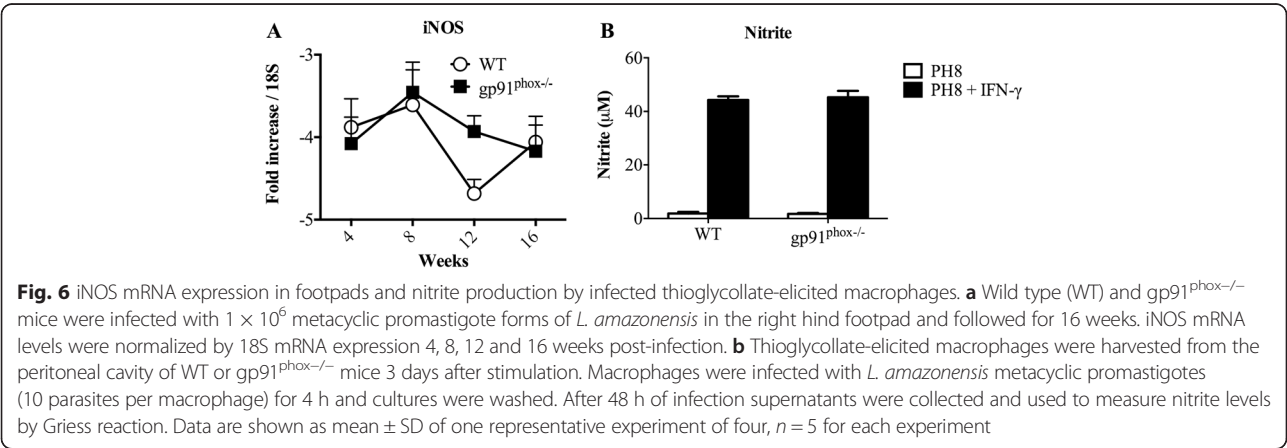 A
iNOS
-3
-4
-5
Fold increase / 18S
WT
gp91phox-/-
4
8
12
16
Weeks
B
Nitrite
60
40
20
0
Nitrite (µM)
PH8
PH8 + IFN-γ
WT
gp91phox-/-
Fig. 6 iNOS mRNA expression in footpads and nitrite production by infected thioglycollate-elicited macrophages. a Wild type (WT) and gp91phox−/−
mice were infected with 1 × 10⁶ metacyclic promastigote forms of L. amazonensis in the right hind footpad and followed for 16 weeks. iNOS mRNA
levels were normalized by 18S mRNA expression 4, 8, 12 and 16 weeks post-infection. b Thioglycollate-elicited macrophages were harvested from the
peritoneal cavity of WT or gp91phox−/− mice 3 days after stimulation. Macrophages were infected with L. amazonensis metacyclic promastigotes
(10 parasites per macrophage) for 4 h and cultures were washed. After 48 h of infection supernatants were collected and used to measure nitrite levels
by Griess reaction. Data are shown as mean ± SD of one representative experiment of four, n = 5 for each experiment